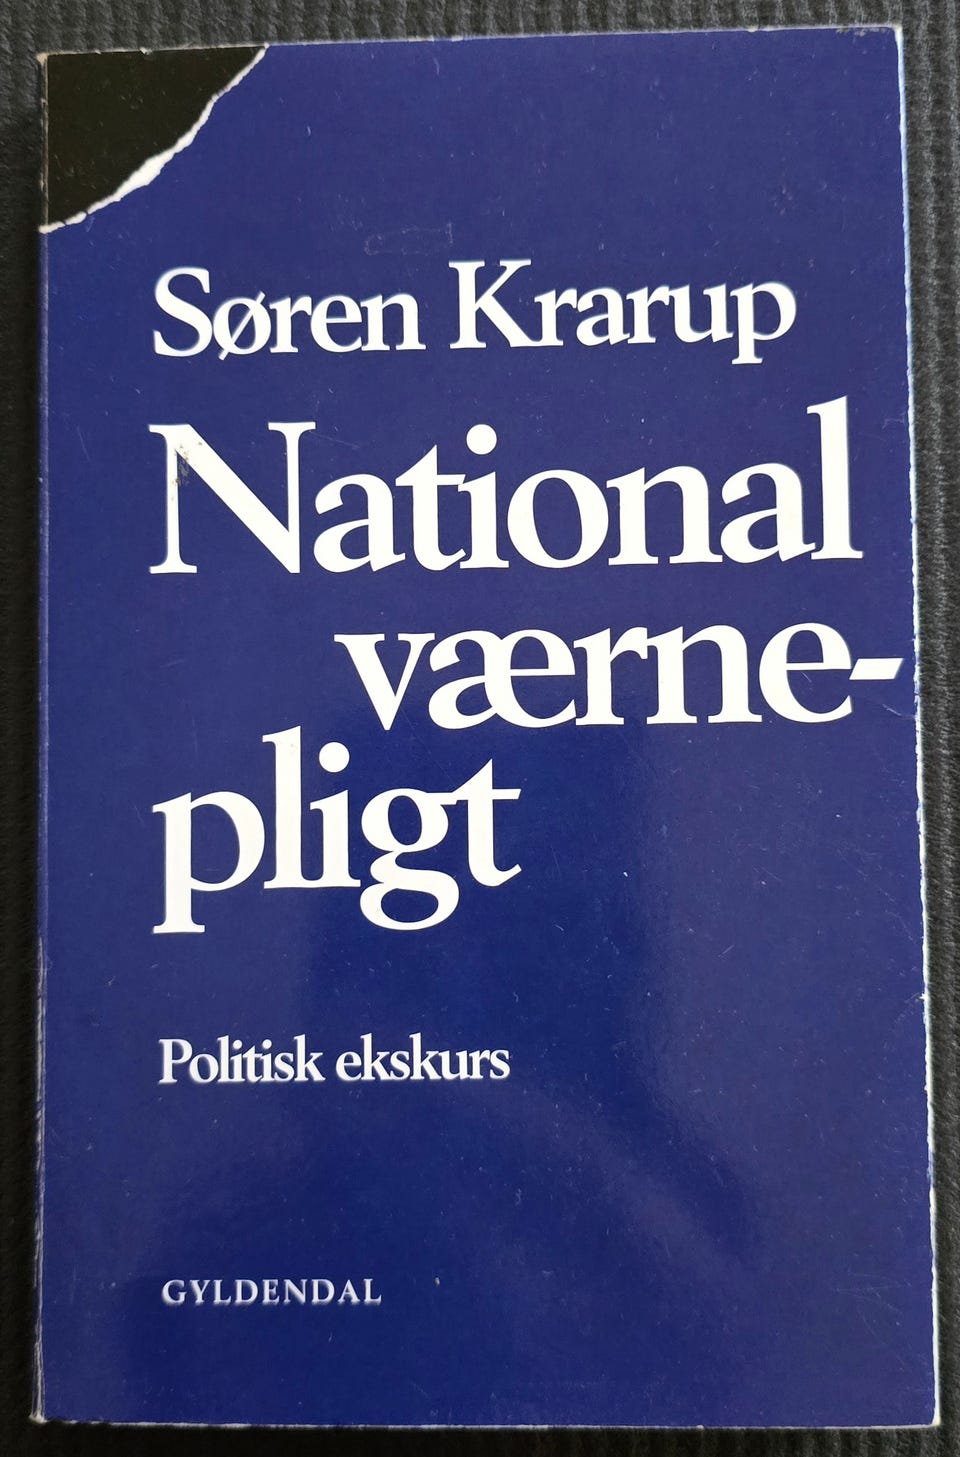 Søren Krarup
National
værne-
pligt
Politisk ekskurs
GYLDENDAL